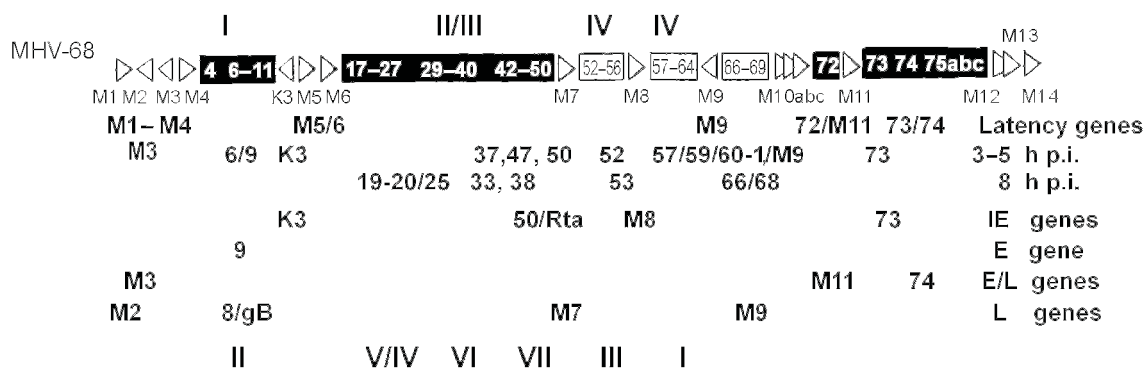 I II/III IV IV
M13
MHV-68
4 6–11 17–27 29–40 42–50 52–56 57–64 66–69 72 73 74 75abc
M1 M2 M3 M4 K3 M5 M6 M7 M8 M9 M10abc M11 M12 M14
M1– M4 M5/6 M9 72/M11 73/74 Latency genes
M3 6/9 K3 37,47, 50 52 57/59/60-1/M9 73 3–5 h p.i.
19-20/25 33, 38 53 66/68 8 h p.i.
K3 50/Rta M8 73 IE genes
9 E gene
M3 M11 74 E/L genes
M2 8/gB M7 M9 L genes
II V/IV VI VII III I